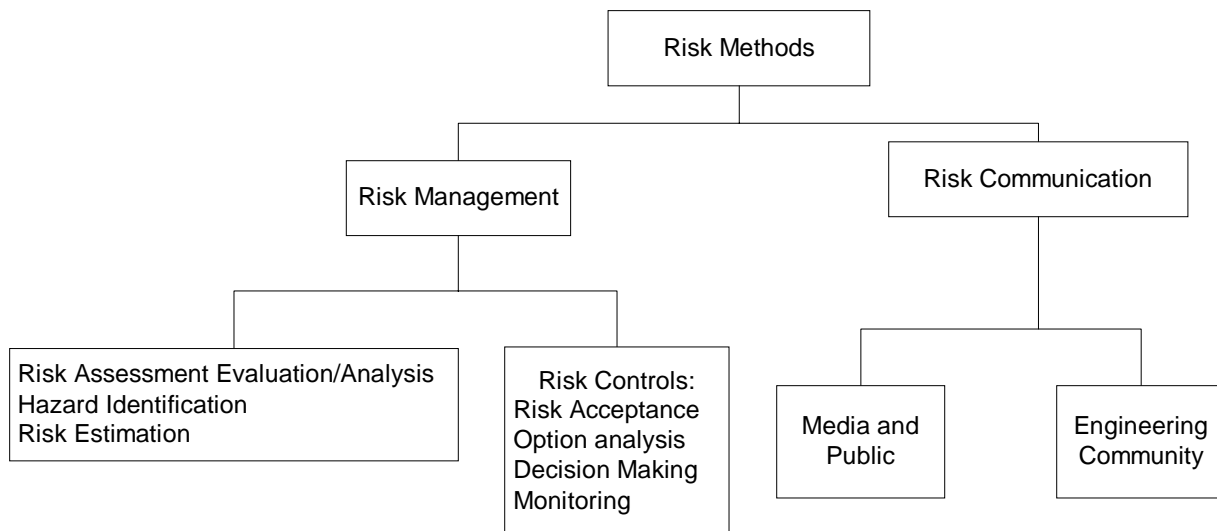 Risk Methods
Risk Management
Risk Communication
Risk Assessment Evaluation/Analysis
Hazard Identification
Risk Estimation
Risk Controls:
Risk Acceptance
Option analysis
Decision Making
Monitoring
Media and
Public
Engineering
Community